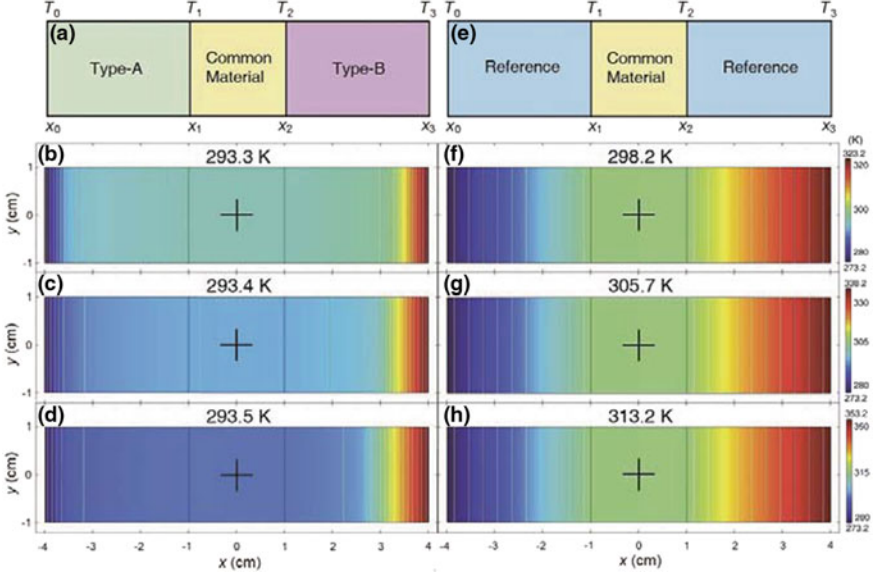 T0 T1 T2 T3
(a)
Type-A
Common
Material
Type-B
x0 x1 x2 x3
T0 T1 T2 T3
(e)
Reference
Common
Material
Reference
x0 x1 x2 x3
(b)
293.3 K
(f)
298.2 K
(K)
323.2
320
300
280
273.2
y (cm)
1
0
-1
(c)
293.4 K
(g)
305.7 K
338.2
330
305
280
273.2
y (cm)
1
0
-1
(d)
293.5 K
(h)
313.2 K
353.2
350
315
280
273.2
y (cm)
1
0
-1
-4 -3 -2 -1 0 1 2 3 4
x (cm)
-4 -3 -2 -1 0 1 2 3 4
x (cm)